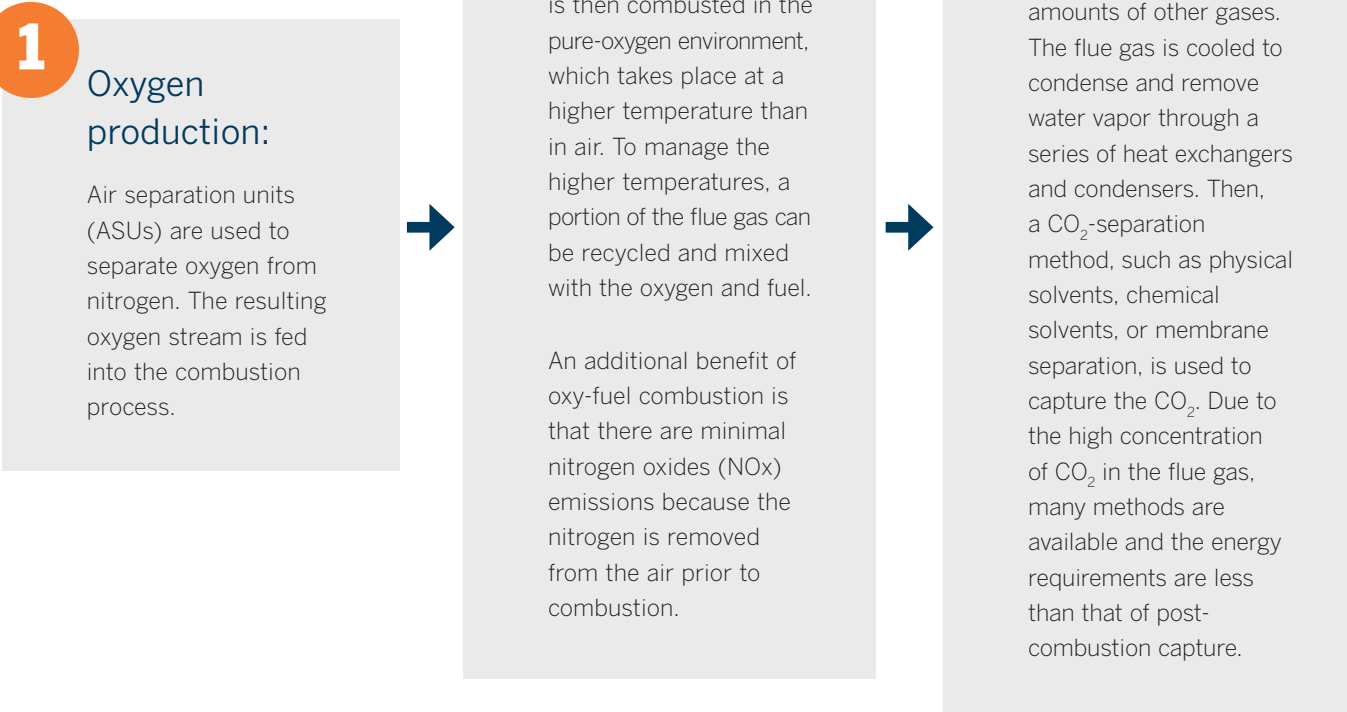 1
Oxygen
production:
Air separation units
(ASUs) are used to
separate oxygen from
nitrogen. The resulting
oxygen stream is fed
into the combustion
process.
is then combusted in the
pure-oxygen environment,
which takes place at a
higher temperature than
in air. To manage the
higher temperatures, a
portion of the flue gas can
be recycled and mixed
with the oxygen and fuel.
An additional benefit of
oxy-fuel combustion is
that there are minimal
nitrogen oxides (NOx)
emissions because the
nitrogen is removed
from the air prior to
combustion.
amounts of other gases.
The flue gas is cooled to
condense and remove
water vapor through a
series of heat exchangers
and condensers. Then,
a CO₂-separation
method, such as physical
solvents, chemical
solvents, or membrane
separation, is used to
capture the CO₂. Due to
the high concentration
of CO₂ in the flue gas,
many methods are
available and the energy
requirements are less
than that of post-
combustion capture.